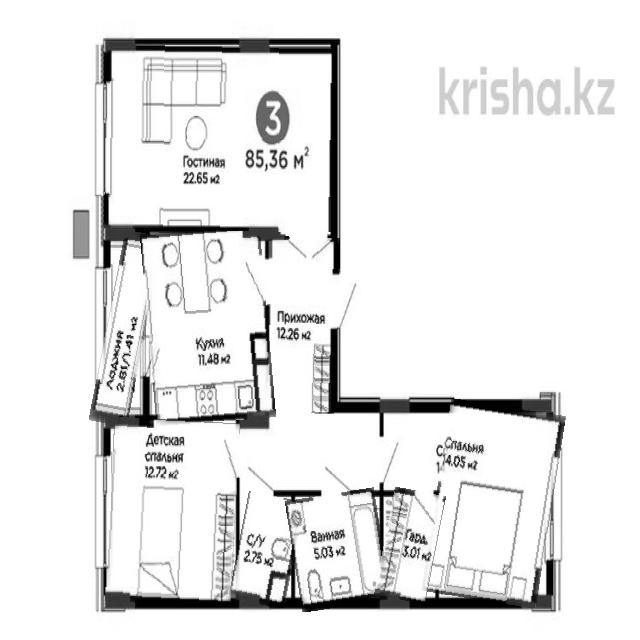 krisha.kz
3
85,36 м²
Гостиная
22.65 м2
Прихожая
12.26 м2
Кухня
11.48 м2
Лоджия
2.81/1.41 м2
Детская
спальня
12.72 м2
Спальня
14.05 м2
С/У
2.75 м2
Ванная
5.03 м2
Гард.
3.01 м2